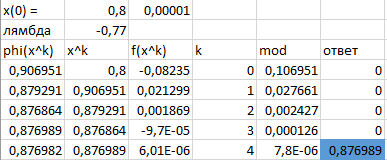 x(0) = 0,8 0,00001
лямбда -0,77
phi(x^k) x^k f(x^k) k mod ответ
0,906951 0,8 -0,08235 0 0,106951 0
0,879291 0,906951 0,021299 1 0,027661 0
0,876864 0,879291 0,001869 2 0,002427 0
0,876989 0,876864 -9,7E-05 3 0,000126 0
0,876982 0,876989 6,01E-06 4 7,8E-06 0,876989